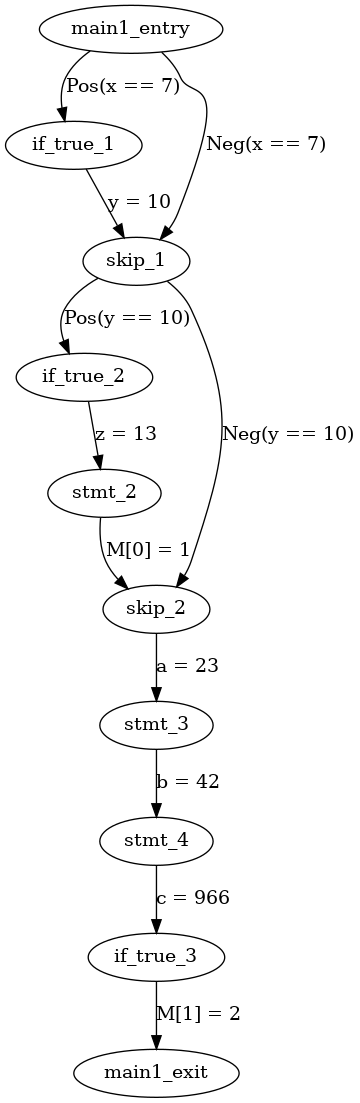 main1_entry
Pos(x == 7)
if_true_1
Neg(x == 7)
y = 10
skip_1
Pos(y == 10)
if_true_2
z = 13
Neg(y == 10)
stmt_2
M[0] = 1
skip_2
a = 23
stmt_3
b = 42
stmt_4
c = 966
if_true_3
M[1] = 2
main1_exit